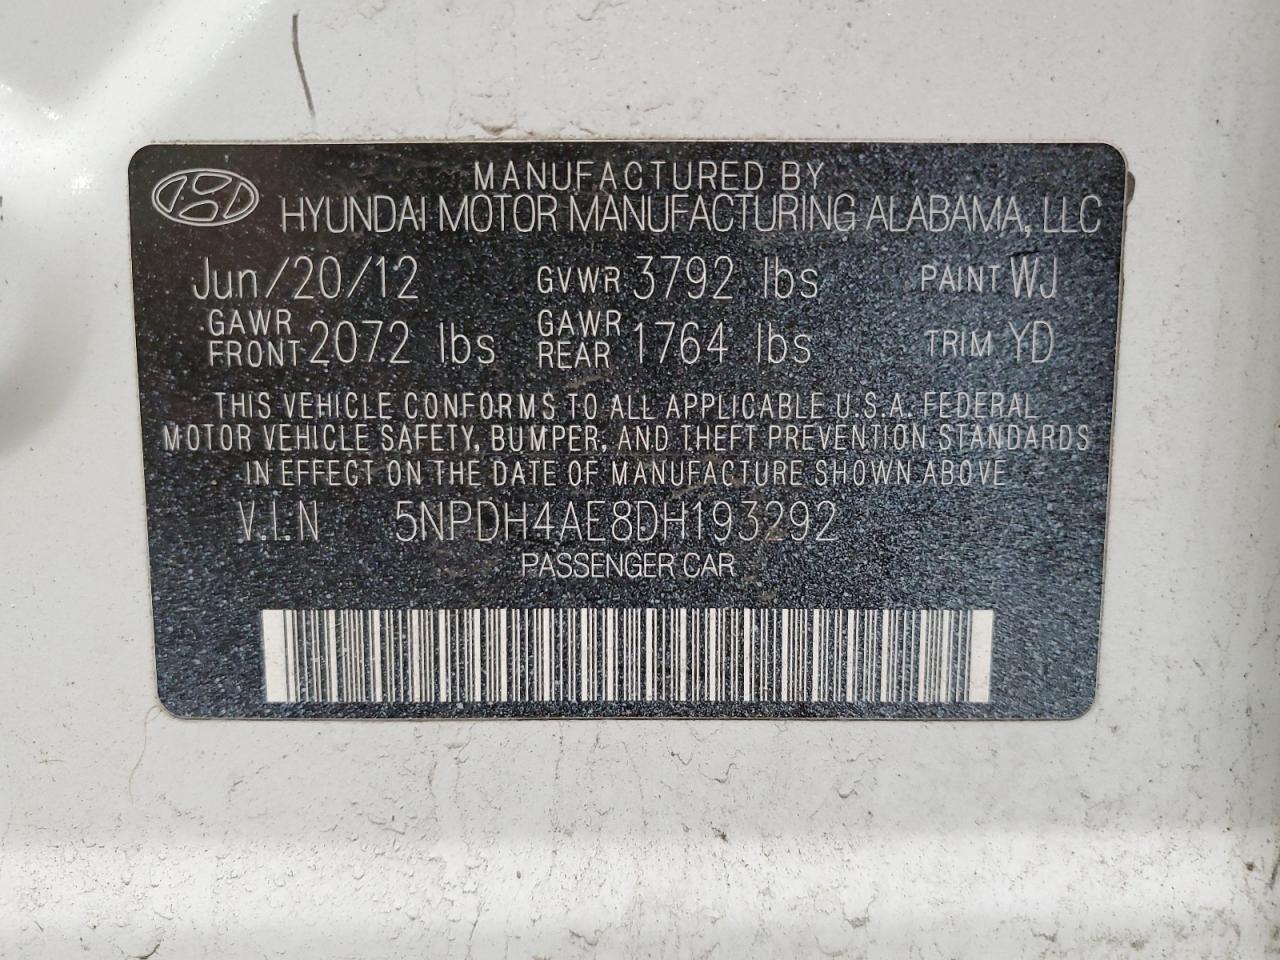 MANUFACTURED BY
HYUNDAI MOTOR MANUFACTURING ALABAMA, LLC
Jun/20/12 GVWR 3792 lbs PAINT WJ
GAWR FRONT 2072 lbs GAWR REAR 1764 lbs TRIM YD
THIS VEHICLE CONFORMS TO ALL APPLICABLE U.S.A. FEDERAL
MOTOR VEHICLE SAFETY, BUMPER, AND THEFT PREVENTION STANDARDS
IN EFFECT ON THE DATE OF MANUFACTURE SHOWN ABOVE
V.I.N 5NPDH4AE8DH193292
PASSENGER CAR